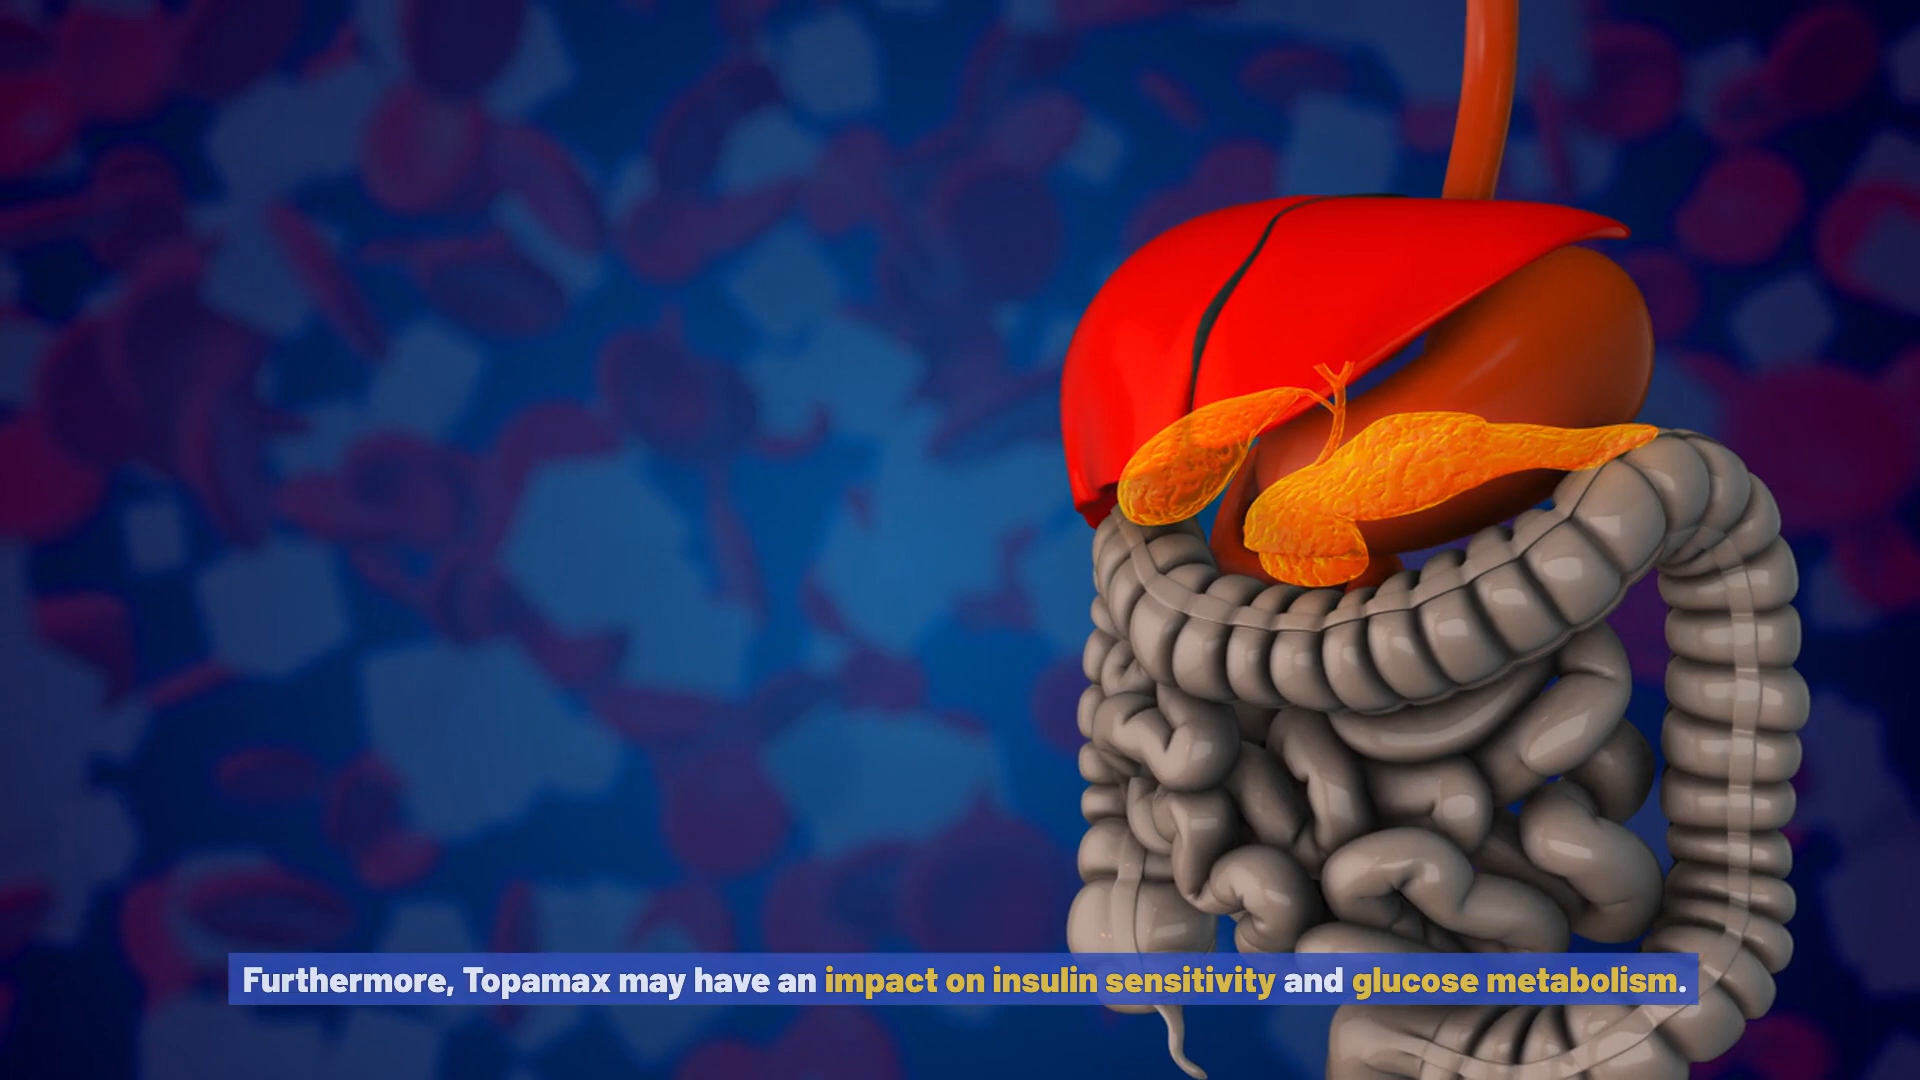 Furthermore, Topamax may have an impact on insulin sensitivity and glucose metabolism.